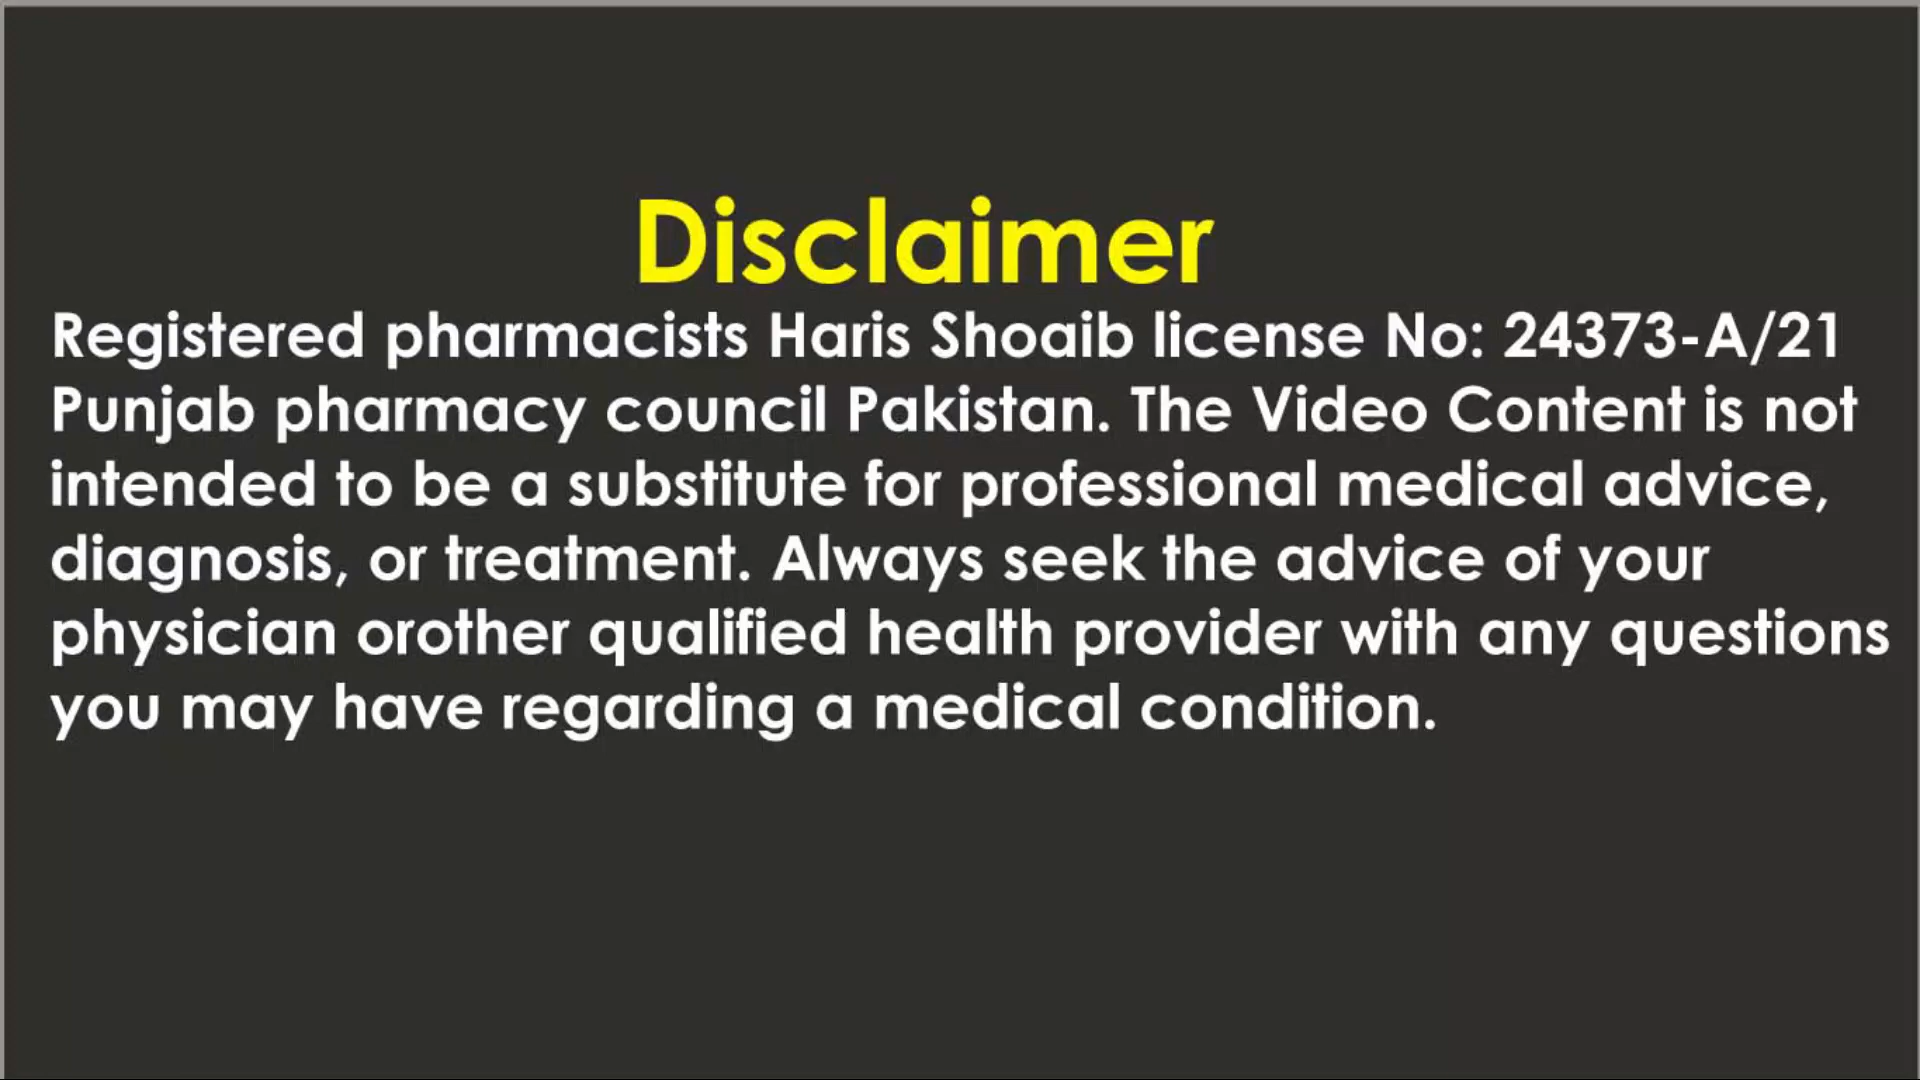 Disclaimer
Registered pharmacists Haris Shoaib license No: 24373-A/21
Punjab pharmacy council Pakistan. The Video Content is not
intended to be a substitute for professional medical advice,
diagnosis, or treatment. Always seek the advice of your
physician orother qualified health provider with any questions
you may have regarding a medical condition.